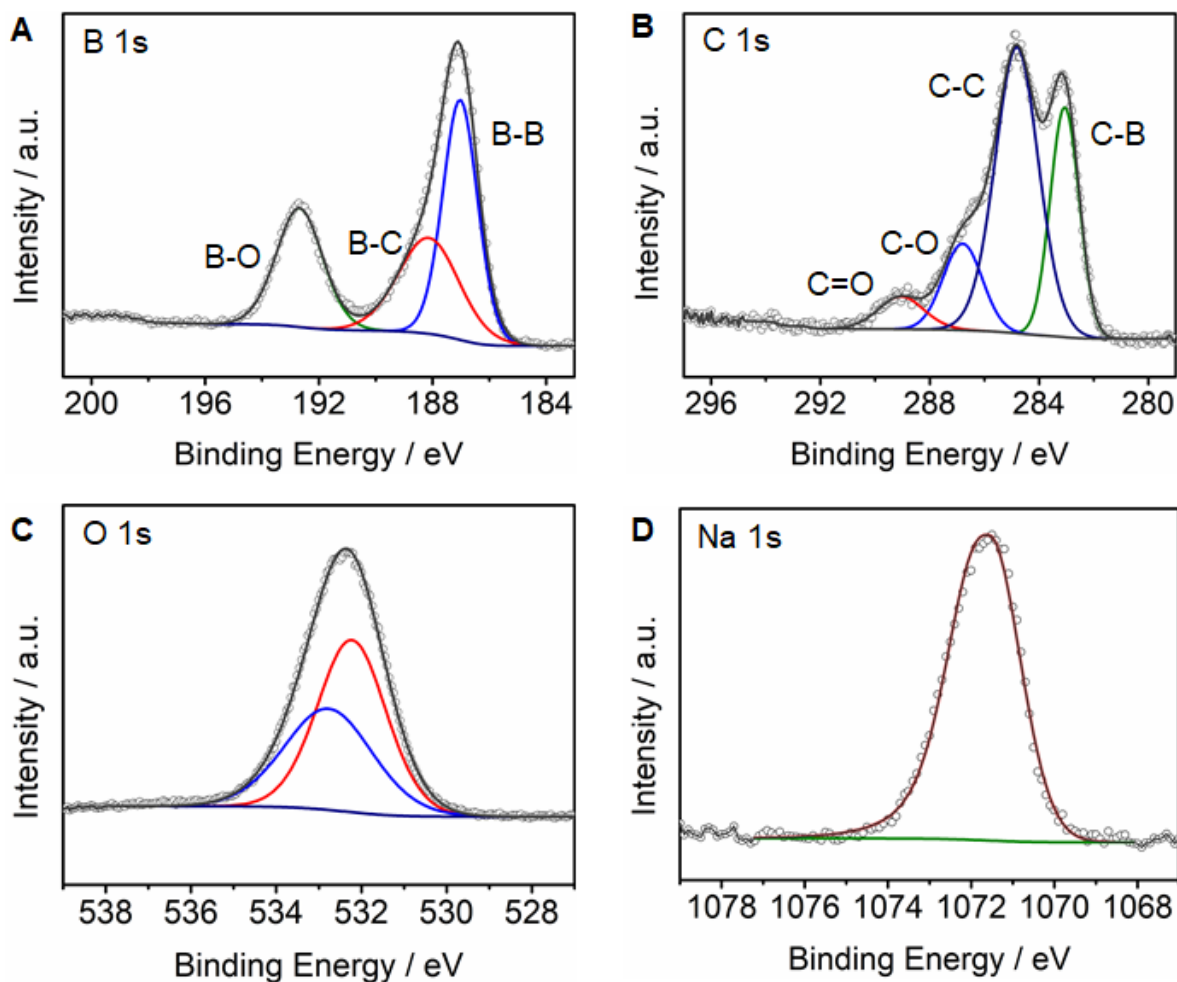 A
B 1s
B-B
B-C
B-O
Intensity / a.u.
200 196 192 188 184
Binding Energy / eV
B
C 1s
C-C
C-B
C-O
C=O
Intensity / a.u.
296 292 288 284 280
Binding Energy / eV
C
O 1s
Intensity / a.u.
538 536 534 532 530 528
Binding Energy / eV
D
Na 1s
Intensity / a.u.
1078 1076 1074 1072 1070 1068
Binding Energy / eV